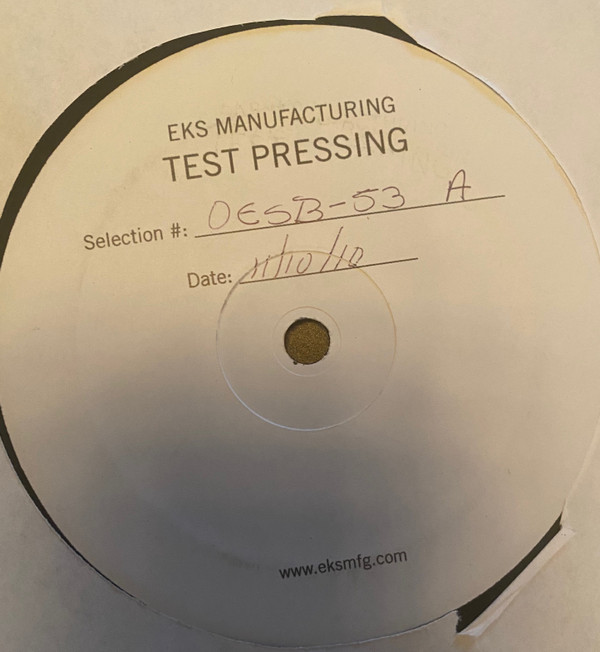 EKS MANUFACTURING
TEST PRESSING
Selection #: OESB-53 A
Date: 11/10/10
www.eksmfg.com